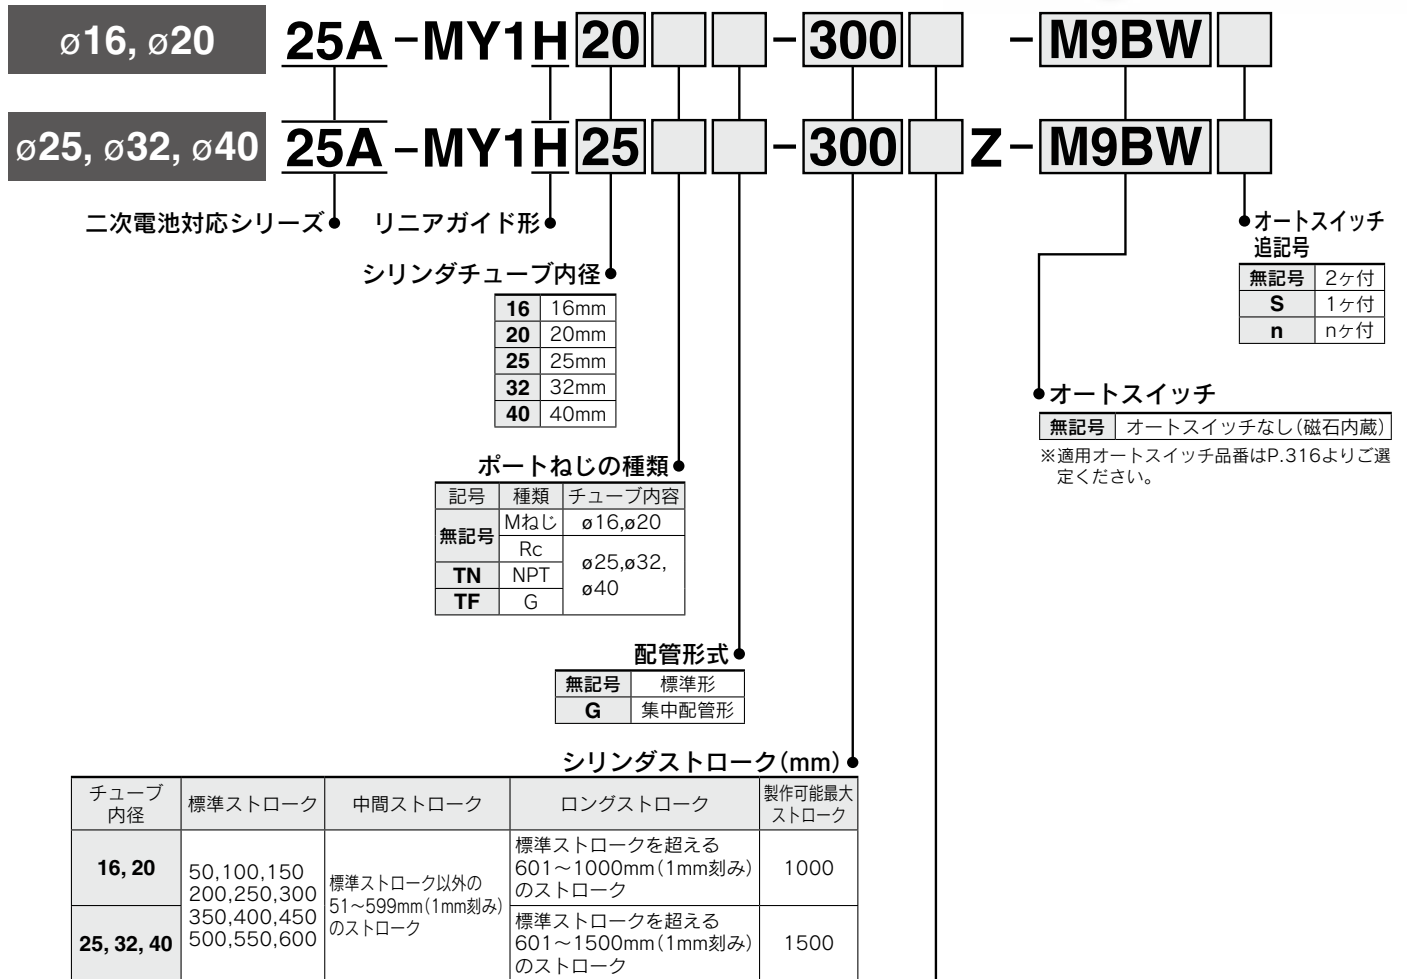 ø16, ø20 25A-MY1H20 -300 -M9BW
ø25, ø32, ø40 25A-MY1H25 -300 Z-M9BW
二次電池対応シリーズ
リニアガイド形
シリンダチューブ内径
16 16mm
20 20mm
25 25mm
32 32mm
40 40mm
ポートねじの種類
記号 種類 チューブ内容
無記号 Mねじ ø16,ø20
Rc ø25,ø32,
ø40
TN NPT
TF G
配管形式
無記号 標準形
G 集中配管形
オートスイッチ
追記号
無記号 2ヶ付
S 1ヶ付
n nヶ付
オートスイッチ
無記号 オートスイッチなし(磁石内蔵)
※適用オートスイッチ品番はP.316よりご選
定ください。
シリンダストローク(mm)
チューブ
内径
標準ストローク
中間ストローク
ロングストローク
製作可能最大
ストローク
16, 20
50,100,150
200,250,300
350,400,450
500,550,600
標準ストローク以外の
51~599mm(1mm刻み)
のストローク
標準ストロークを超える
601~1000mm(1mm刻み)
のストローク
1000
25, 32, 40
標準ストロークを超える
601~1500mm(1mm刻み)
のストローク
1500